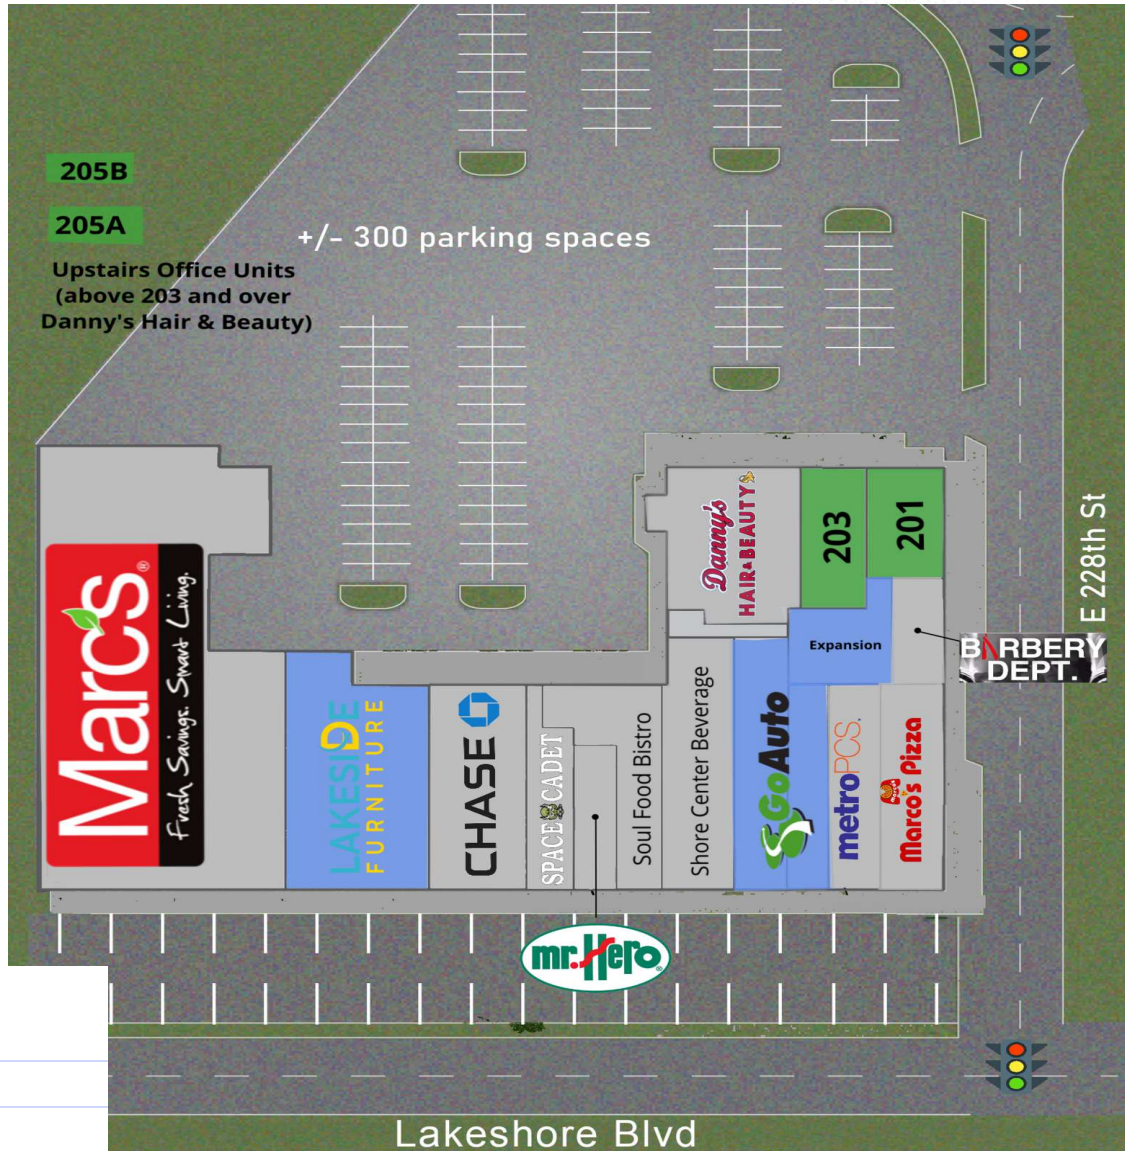 205B
205A
Upstairs Office Units
(above 203 and over
Danny's Hair & Beauty)
+/- 300 parking spaces
Marc's®
Fresh Savings. Smart Living.
LAKESIDE
FURNITURE
CHASE
SPACE CADET
mr.Hero®
Soul Food Bistro
Shore Center Beverage
Danny's
HAIR & BEAUTY
203
201
Expansion
BARBERY
DEPT.
GoAuto
metroPCS.
Marco's Pizza
E 228th St
Lakeshore Blvd